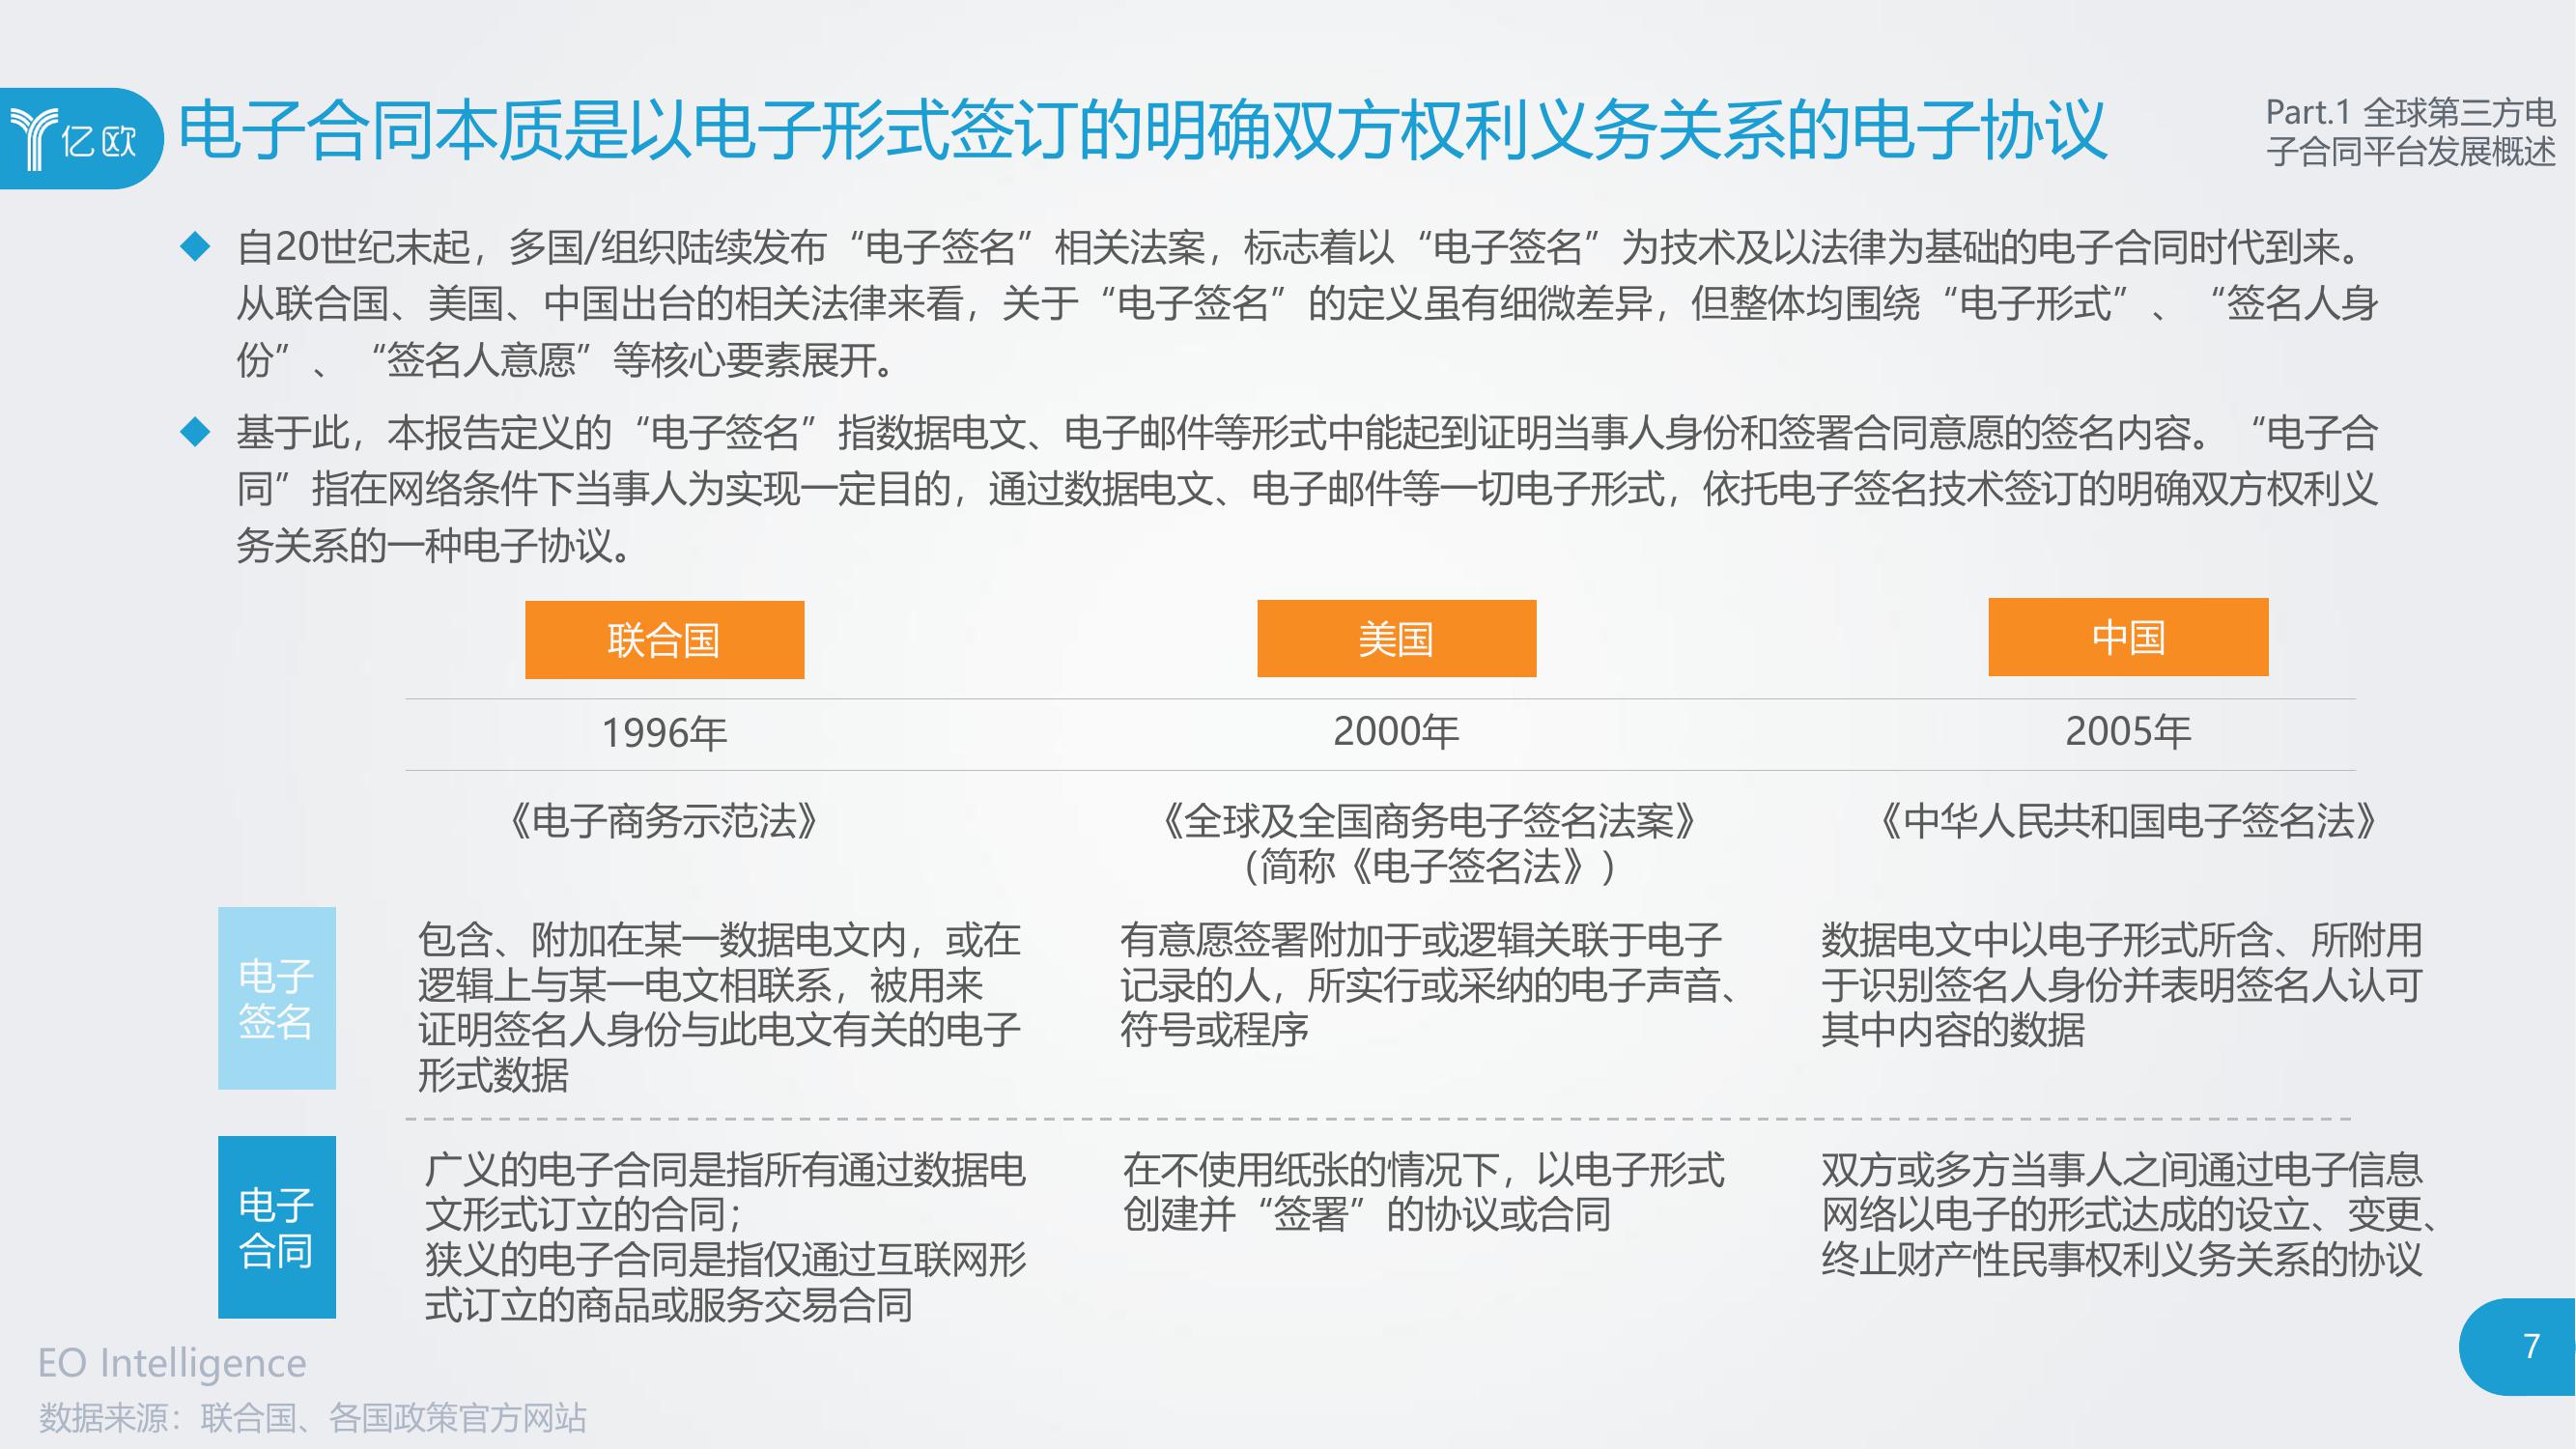 亿欧
电子合同本质是以电子形式签订的明确双方权利义务关系的电子协议
Part.1 全球第三方电
子合同平台发展概述
自20世纪末起，多国/组织陆续发布“电子签名”相关法案，标志着以“电子签名”为技术及以法律为基础的电子合同时代到来。
从联合国、美国、中国出台的相关法律来看，关于“电子签名”的定义虽有细微差异，但整体均围绕“电子形式”、“签名人身
份”、“签名人意愿”等核心要素展开。
基于此，本报告定义的“电子签名”指数据电文、电子邮件等形式中能起到证明当事人身份和签署合同意愿的签名内容。“电子合
同”指在网络条件下当事人为实现一定目的，通过数据电文、电子邮件等一切电子形式，依托电子签名技术签订的明确双方权利义
务关系的一种电子协议。
联合国
美国
中国
1996年
2000年
2005年
《电子商务示范法》
《全球及全国商务电子签名法案》
（简称《电子签名法》）
《中华人民共和国电子签名法》
电子
签名
包含、附加在某一数据电文内，或在
逻辑上与某一电文相联系，被用来
证明签名人身份与此电文有关的电子
形式数据
有意愿签署附加于或逻辑关联于电子
记录的人，所实行或采纳的电子声音、
符号或程序
数据电文中以电子形式所含、所附用
于识别签名人身份并表明签名人认可
其中内容的数据
电子
合同
广义的电子合同是指所有通过数据电
文形式订立的合同；
狭义的电子合同是指仅通过互联网形
式订立的商品或服务交易合同
在不使用纸张的情况下，以电子形式
创建并“签署”的协议或合同
双方或多方当事人之间通过电子信息
网络以电子的形式达成的设立、变更、
终止财产性民事权利义务关系的协议
EO Intelligence
数据来源：联合国、各国政策官方网站
7